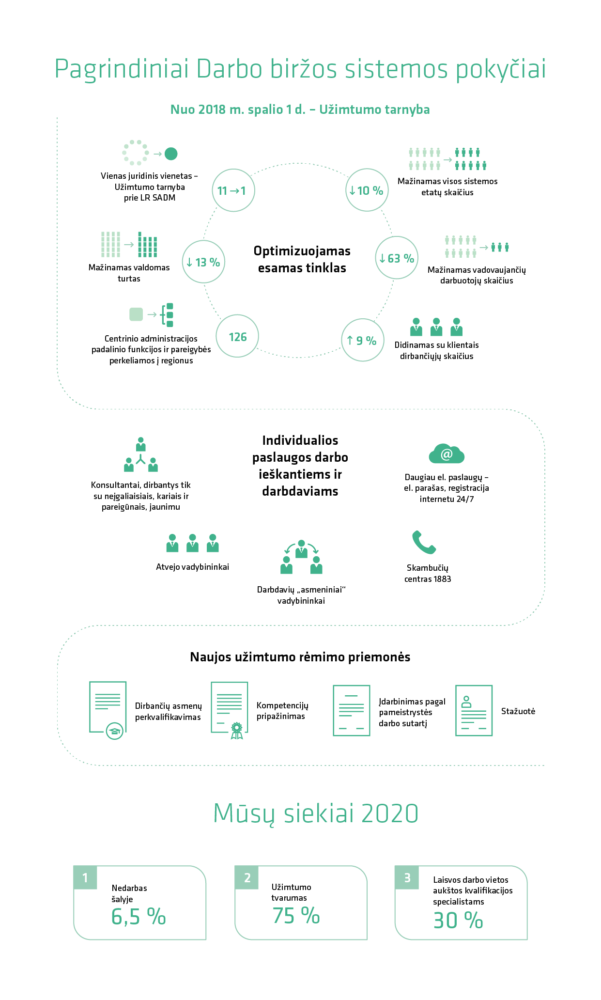 Pagrindiniai Darbo biržos sistemos pokyčiai
Nuo 2018 m. spalio 1 d. – Užimtumo tarnyba
Vienas juridinis vienetas –
Užimtumo tarnyba
prie LR SADM
11 → 1
↓ 10 %
Mažinamas visos sistemos
etatų skaičius
Mažinamas valdomas
turtas
↓ 13 %
Optimizuojamas
esamas tinklas
↓ 63 %
Mažinamas vadovaujančių
darbuotojų skaičius
Centrinio administracijos
padalinio funkcijos ir pareigybės
perkeliamos į regionus
126
↑ 9 %
Didinamas su klientais
dirbančiųjų skaičius
Individualios
paslaugos darbo
ieškantiems ir
darbdaviams
Konsultantai, dirbantys tik
su neįgaliaisiais, kariais ir
pareigūnais, jaunimu
@
Daugiau el. paslaugų –
el. parašas, registracija
internetu 24/7
Atvejo vadybininkai
Darbdavių „asmeniniai“
vadybininkai
Skambučių
centras 1883
Naujos užimtumo rėmimo priemonės
Dirbančių asmenų
perkvalifikavimas
Kompetencijų
pripažinimas
Įdarbinimas pagal
pameistrystės
darbo sutartį
Stažuotė
Mūsų siekiai 2020
1
Nedarbas
šalyje
6,5 %
2
Užimtumo
tvarumas
75 %
3
Laisvos darbo vietos
aukštos kvalifikacijos
specialistams
30 %